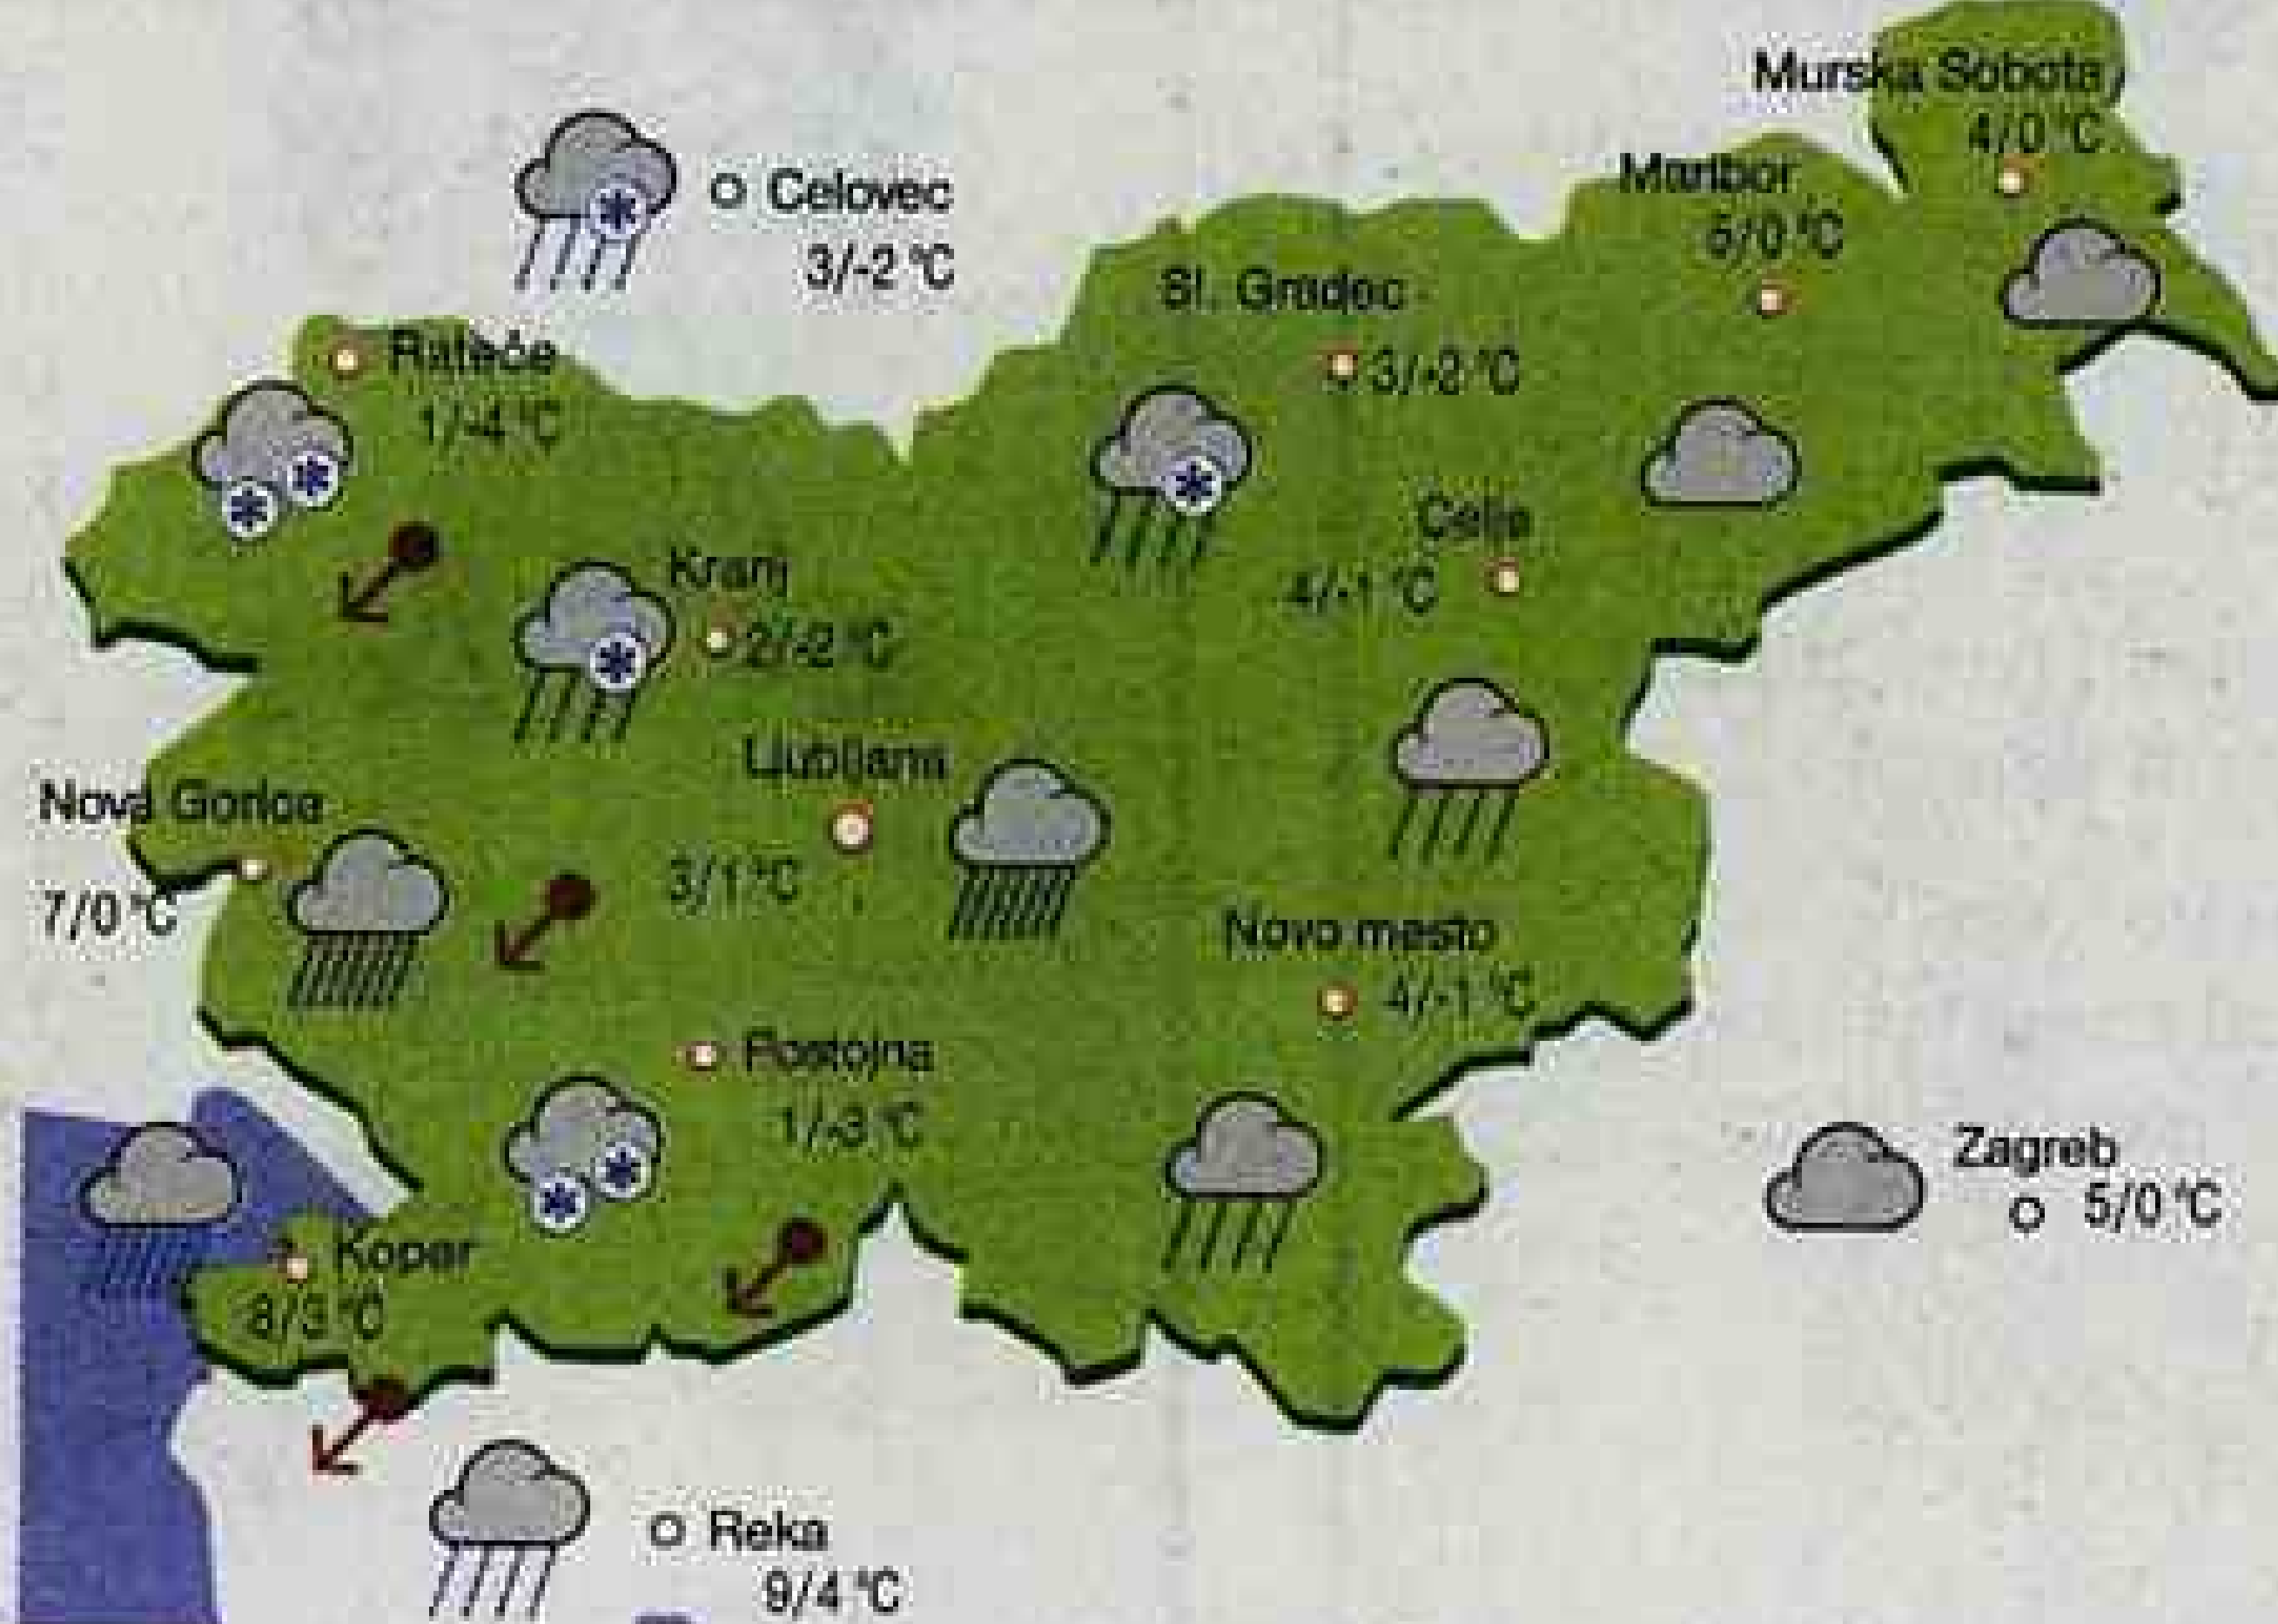 Murska Sobota
4/0 °C
Maribor
5/0 °C
Celovec
3/-2 °C
Sl. Gradec
3/-2 °C
Rateče
1/-4 °C
Celje
4/-1 °C
Kranj
2/-2 °C
Ljubljana
3/1 °C
Nova Gorica
7/0 °C
Novo mesto
4/-1 °C
Postojna
1/-3 °C
Zagreb
5/0 °C
Koper
8/3 °C
Reka
9/4 °C